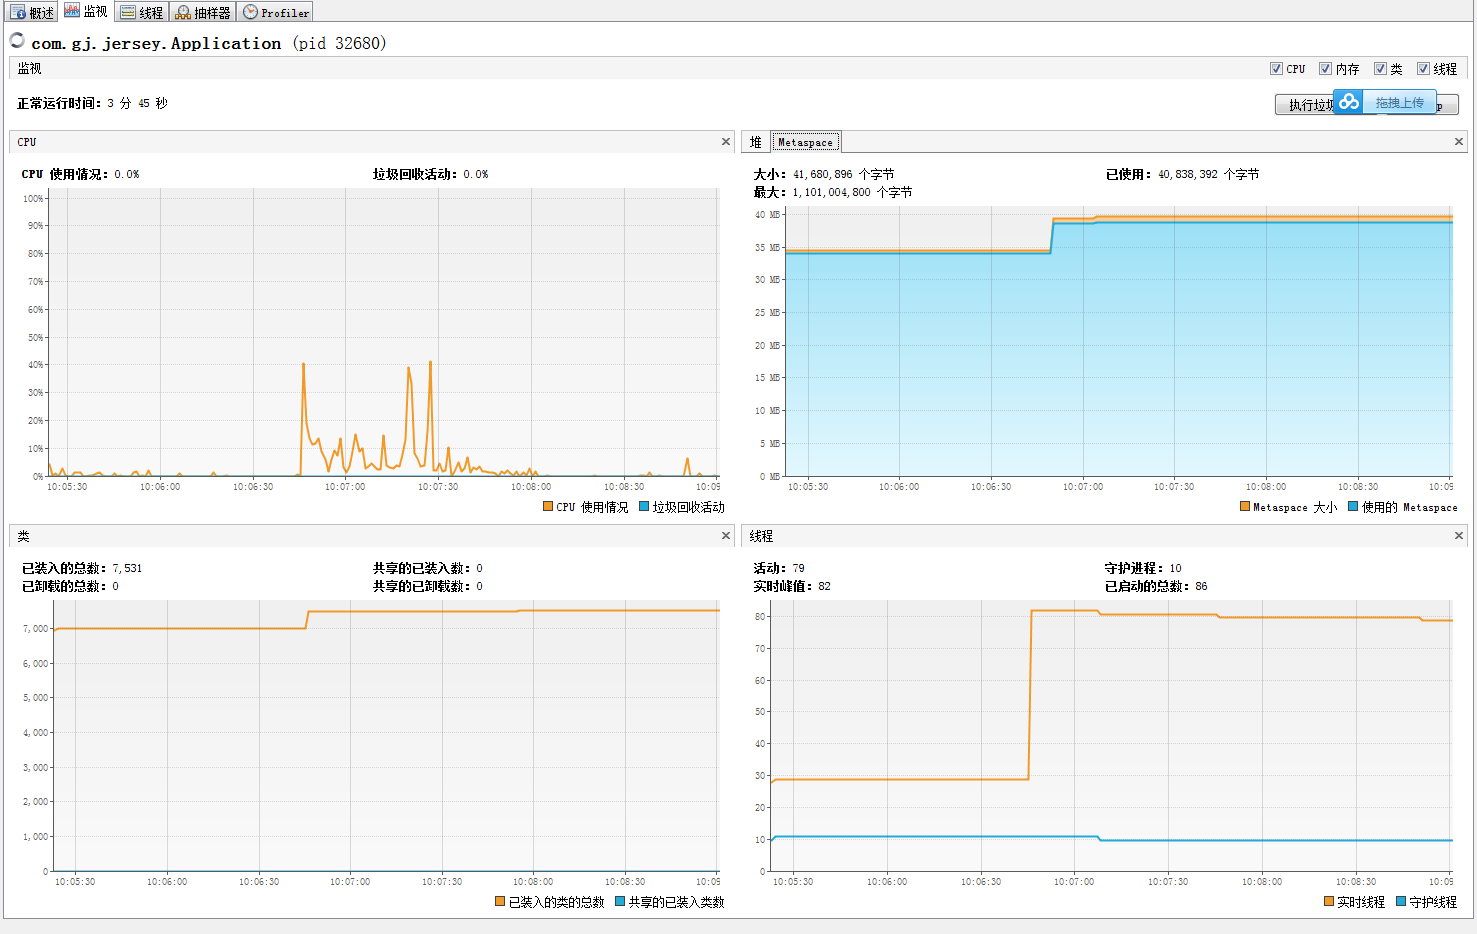 概述 监视 线程 抽样器 Profiler
com.gj.jersey.Application (pid 32680)
监视 CPU 内存 类 线程
正常运行时间: 3 分 45 秒
执行垃圾 拖拽上传 p
CPU
CPU 使用情况: 0.0% 垃圾回收活动: 0.0%
100%
90%
80%
70%
60%
50%
40%
30%
20%
10%
0%
10:05:30 10:06:00 10:06:30 10:07:00 10:07:30 10:08:00 10:08:30 10:09
CPU 使用情况 垃圾回收活动
堆 Metaspace
大小: 41,680,896 个字节 已使用: 40,838,392 个字节
最大: 1,101,004,800 个字节
40 MB
35 MB
30 MB
25 MB
20 MB
15 MB
10 MB
5 MB
0 MB
10:05:30 10:06:00 10:06:30 10:07:00 10:07:30 10:08:00 10:08:30 10:09
Metaspace 大小 使用的 Metaspace
类
已装入的总数: 7,531 共享的已装入数: 0
已卸载的总数: 0 共享的已卸载数: 0
7,000
6,000
5,000
4,000
3,000
2,000
1,000
0
10:05:30 10:06:00 10:06:30 10:07:00 10:07:30 10:08:00 10:08:30 10:09
已装入的类的总数 共享的已装入类数
线程
活动: 79 守护进程: 10
实时峰值: 82 已启动的总数: 86
80
70
60
50
40
30
20
10
0
10:05:30 10:06:00 10:06:30 10:07:00 10:07:30 10:08:00 10:08:30 10:09
实时线程 守护线程